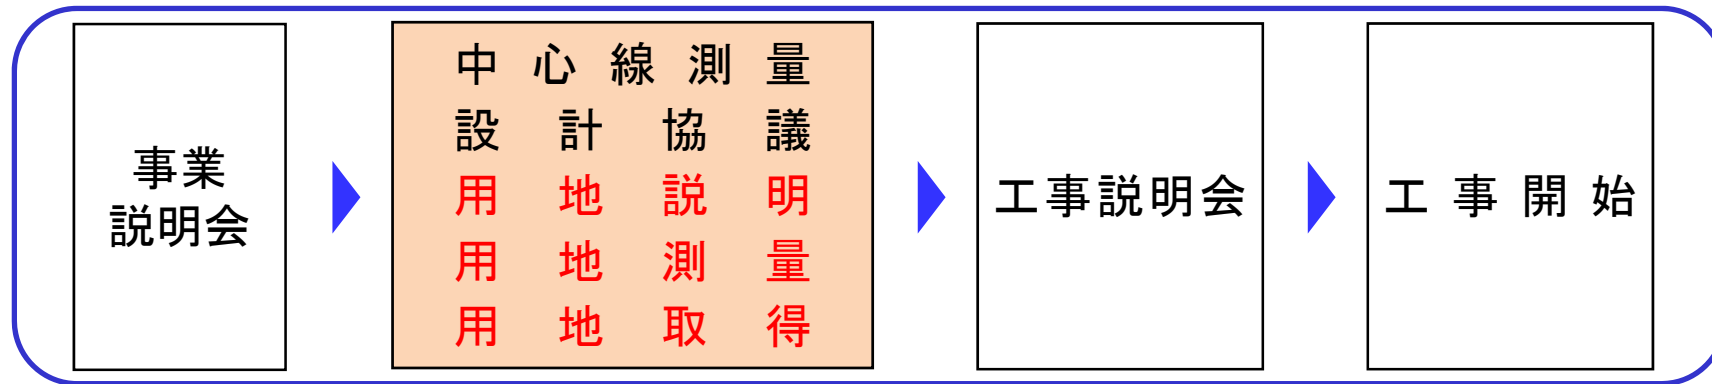 事業
説明会
中心線測量
設計協議
用地説明
用地測量
用地取得
工事説明会
工事開始